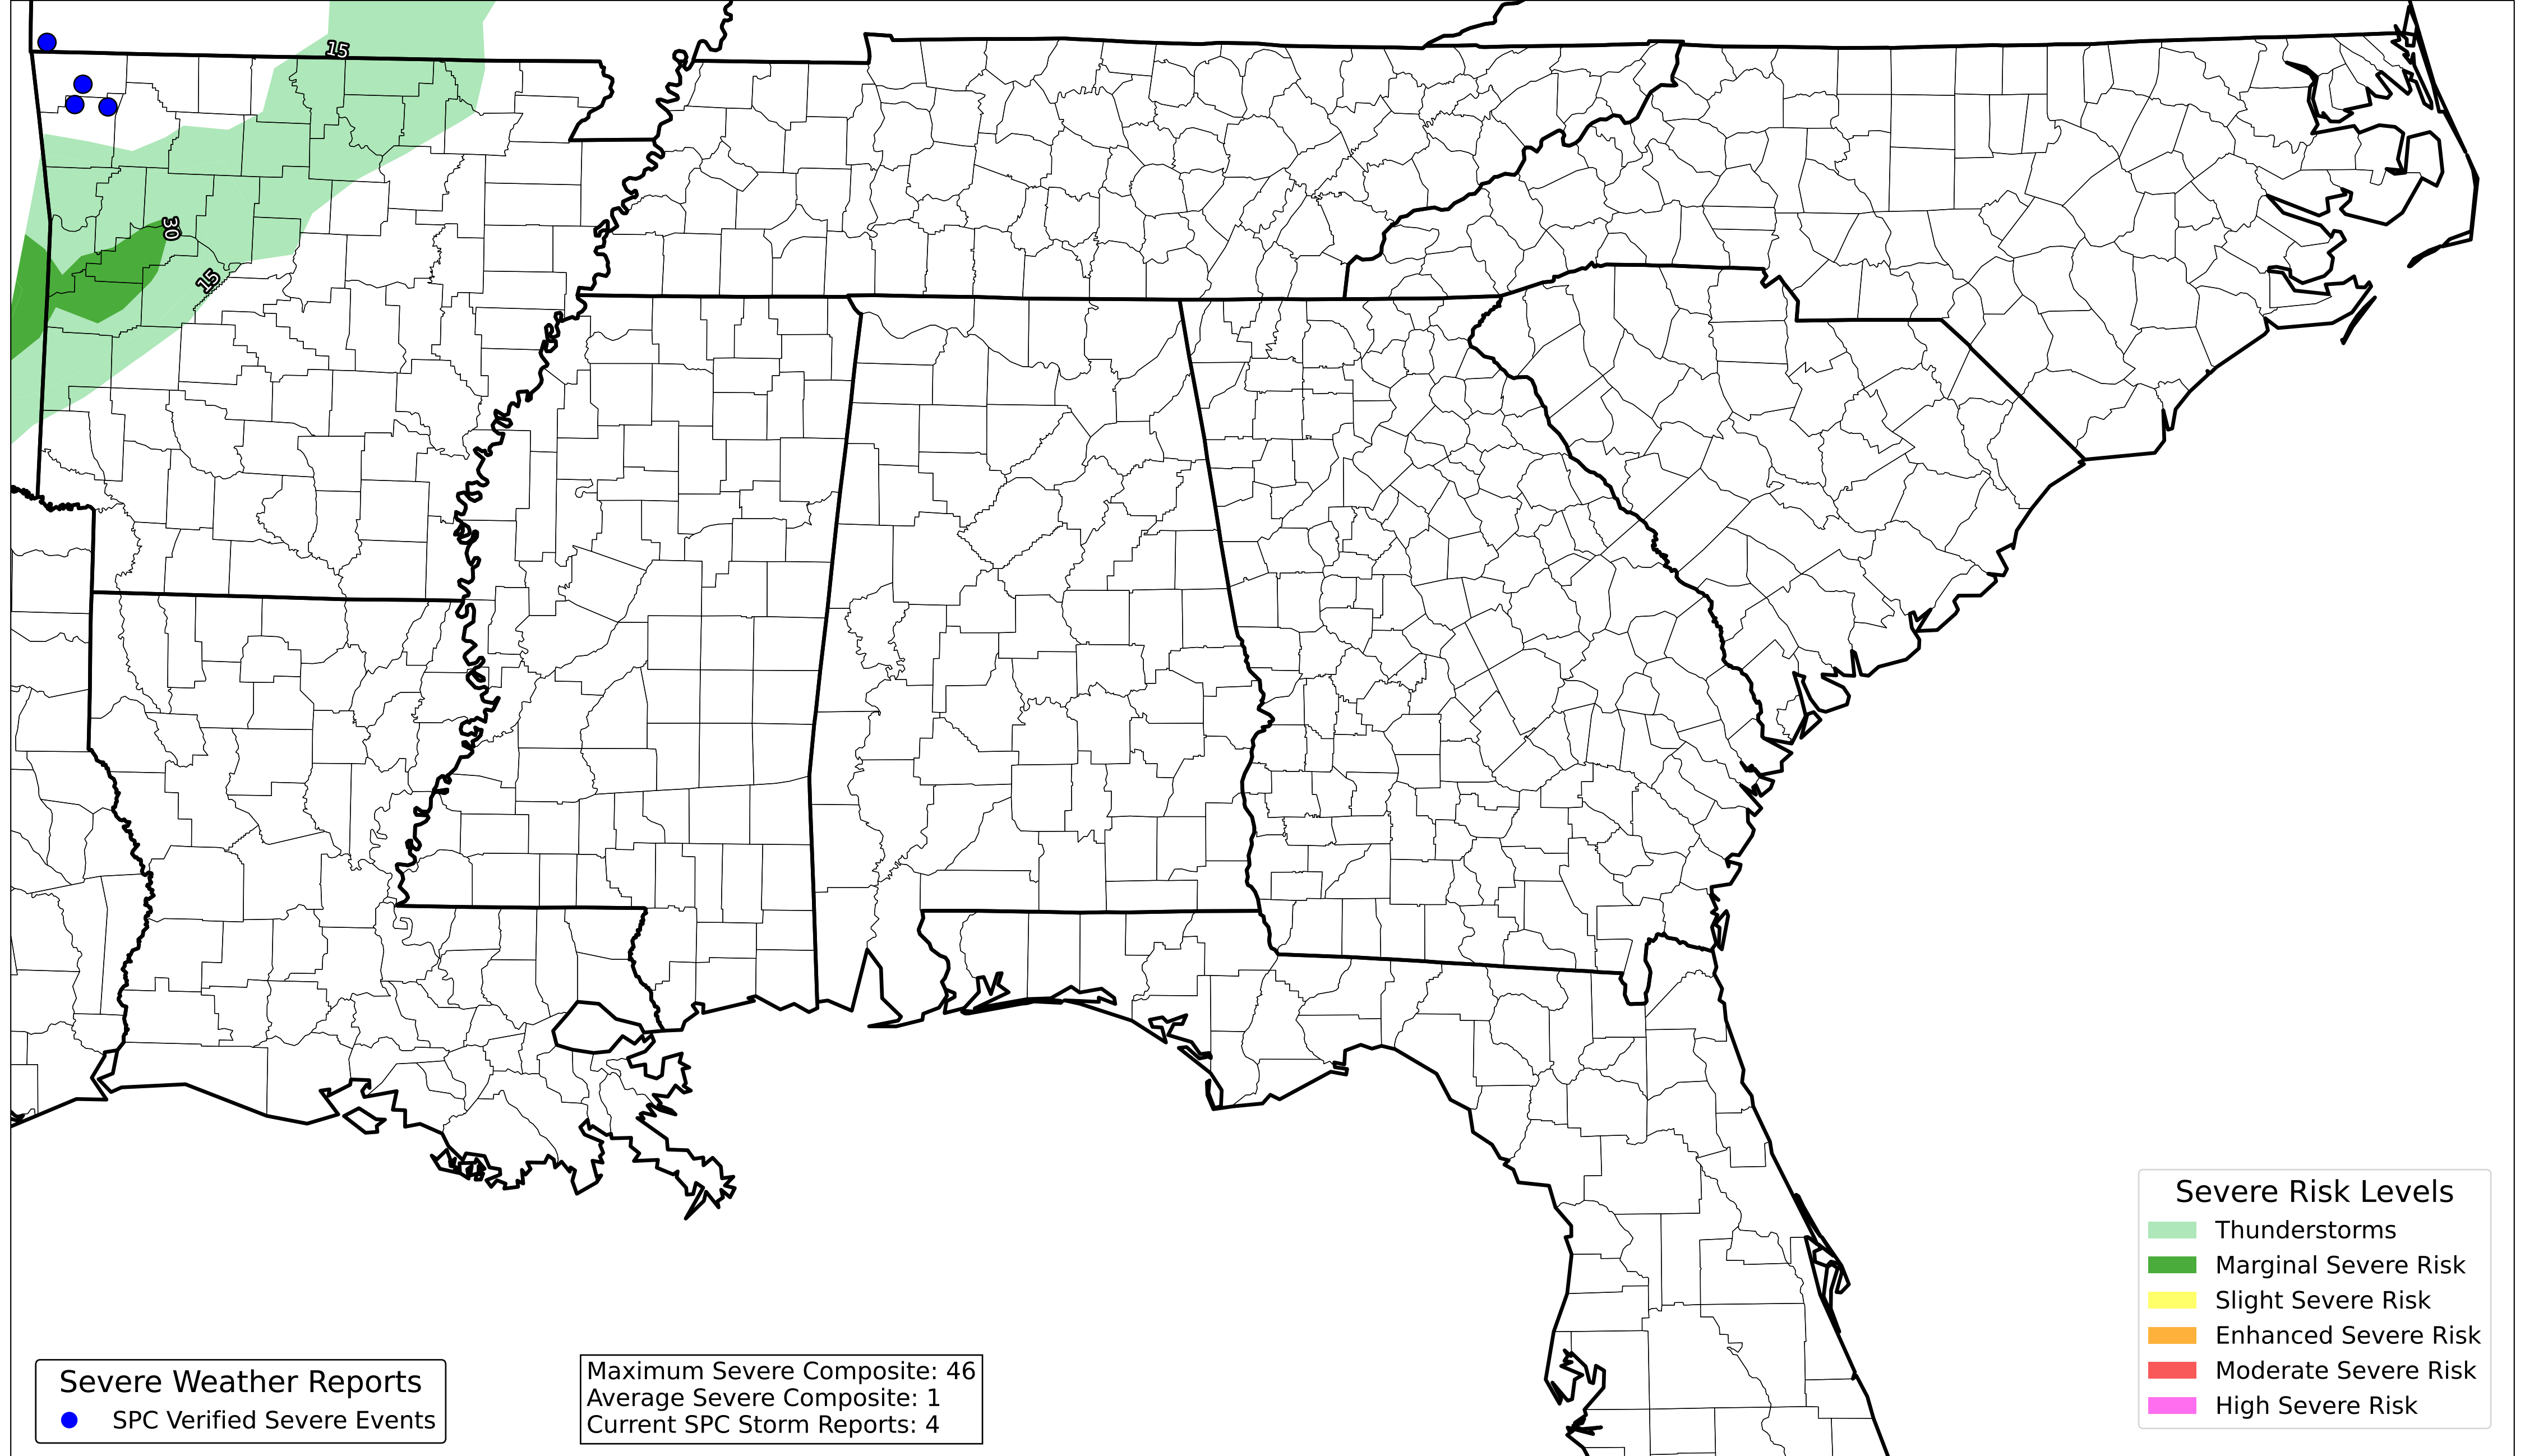 15
30
15
Severe Risk Levels
Thunderstorms
Marginal Severe Risk
Slight Severe Risk
Enhanced Severe Risk
Moderate Severe Risk
High Severe Risk
Severe Weather Reports
SPC Verified Severe Events
Maximum Severe Composite: 46
Average Severe Composite: 1
Current SPC Storm Reports: 4